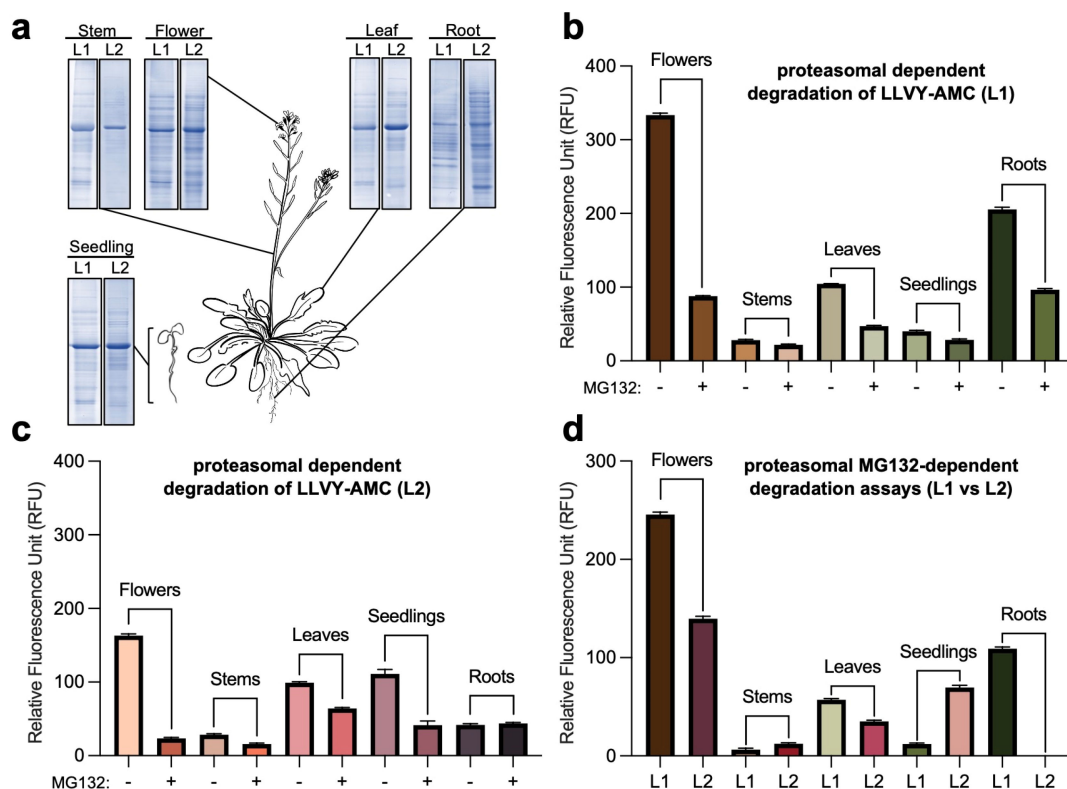 a
Stem Flower Leaf Root
L1 L2 L1 L2 L1 L2 L1 L2
Seedling
L1 L2
b
proteasomal dependent
degradation of LLVY-AMC (L1)
Relative Fluorescence Unit (RFU)
400
300
200
100
0
Flowers
Stems
Leaves
Seedlings
Roots
MG132: - + - + - + - + - +
c
proteasomal dependent
degradation of LLVY-AMC (L2)
Relative Fluorescence Unit (RFU)
400
300
200
100
0
Flowers
Stems
Leaves
Seedlings
Roots
MG132: - + - + - + - + - +
d
proteasomal MG132-dependent
degradation assays (L1 vs L2)
Relative Fluorescence Unit (RFU)
300
200
100
0
Flowers
Stems
Leaves
Seedlings
Roots
L1 L2 L1 L2 L1 L2 L1 L2 L1 L2